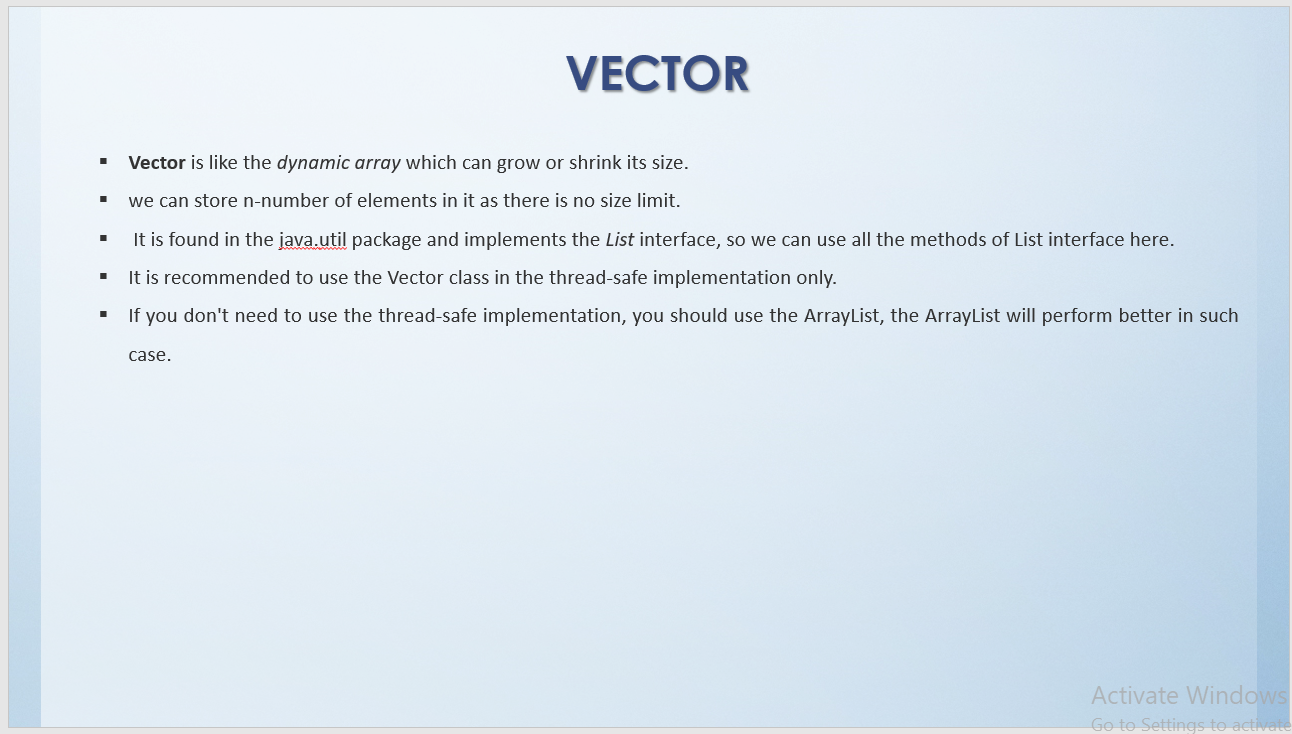 VECTOR
▪ Vector is like the dynamic array which can grow or shrink its size.
▪ we can store n-number of elements in it as there is no size limit.
▪ It is found in the java.util package and implements the List interface, so we can use all the methods of List interface here.
▪ It is recommended to use the Vector class in the thread-safe implementation only.
▪ If you don't need to use the thread-safe implementation, you should use the ArrayList, the ArrayList will perform better in such
case.
Activate Windows
Go to Settings to activate